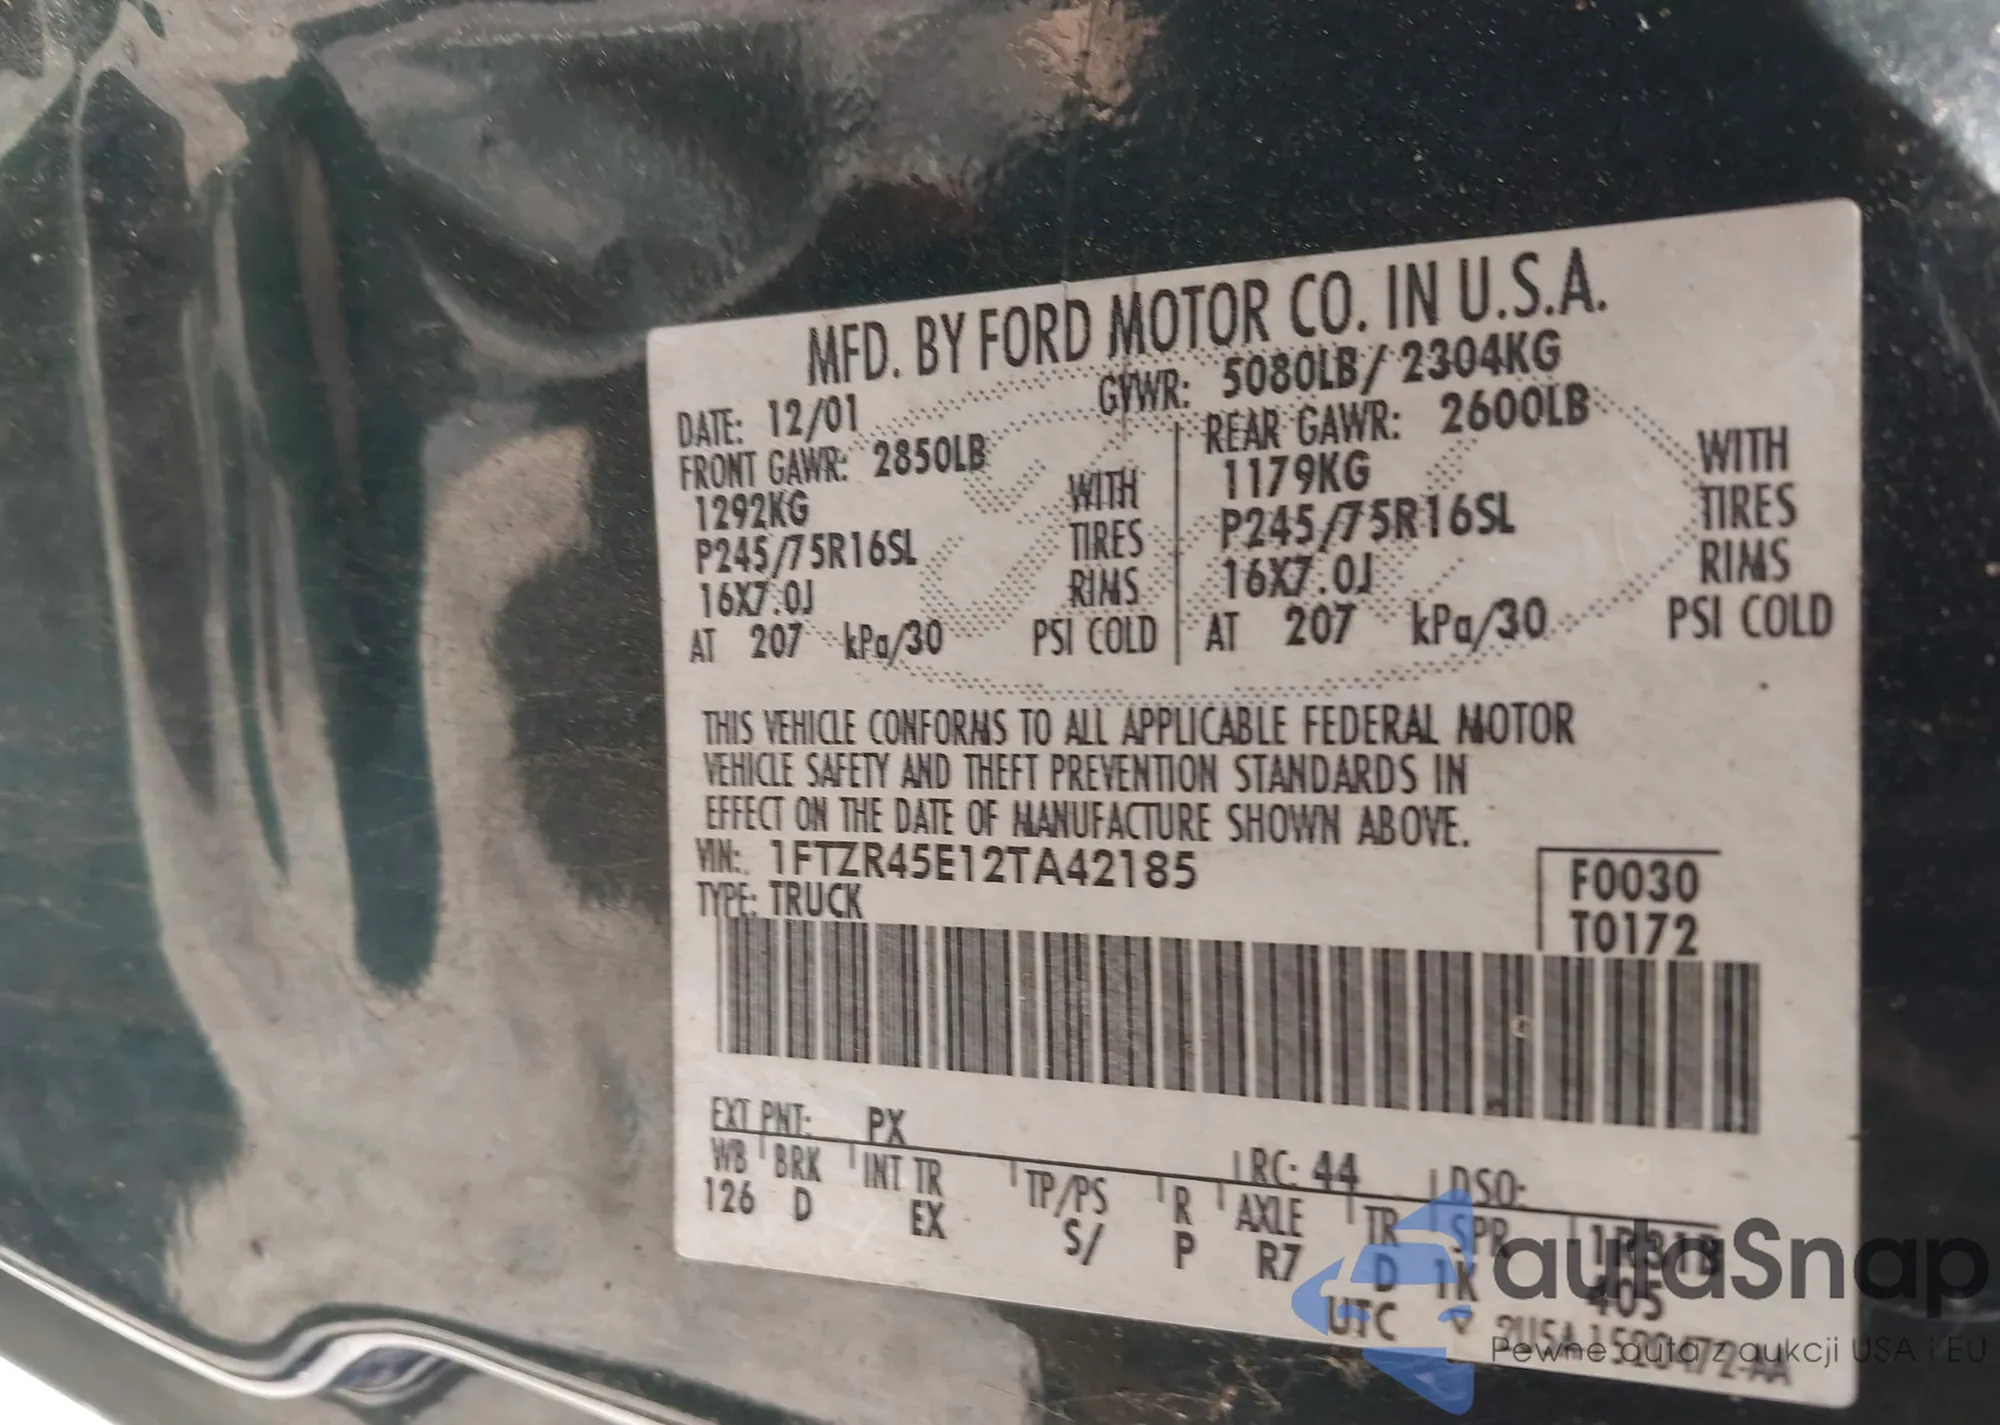 MFD. BY FORD MOTOR CO. IN U.S.A.
DATE: 12/01 GVWR: 5080LB/ 2304KG
FRONT GAWR: 2850LB REAR GAWR: 2600LB
1292KG WITH 1179KG WITH
P245/75R16SL TIRES P245/75R16SL TIRES
16X7.0J RIMS 16X7.0J RIMS
AT 207 kPa/30 PSI COLD AT 207 kPa/30 PSI COLD
THIS VEHICLE CONFORMS TO ALL APPLICABLE FEDERAL MOTOR
VEHICLE SAFETY AND THEFT PREVENTION STANDARDS IN
EFFECT ON THE DATE OF MANUFACTURE SHOWN ABOVE.
VIN: 1FTZR45E12TA42185 F0030
TYPE: TRUCK T0172
EXT PNT: PX RC: 44 DSO:
WB BRK INT TR TP/PS R AXLE TR SPR
126 D EX S/ P R7 D 1K 405
UTC
autaSnap
Pewne auta z aukcji USA i EU